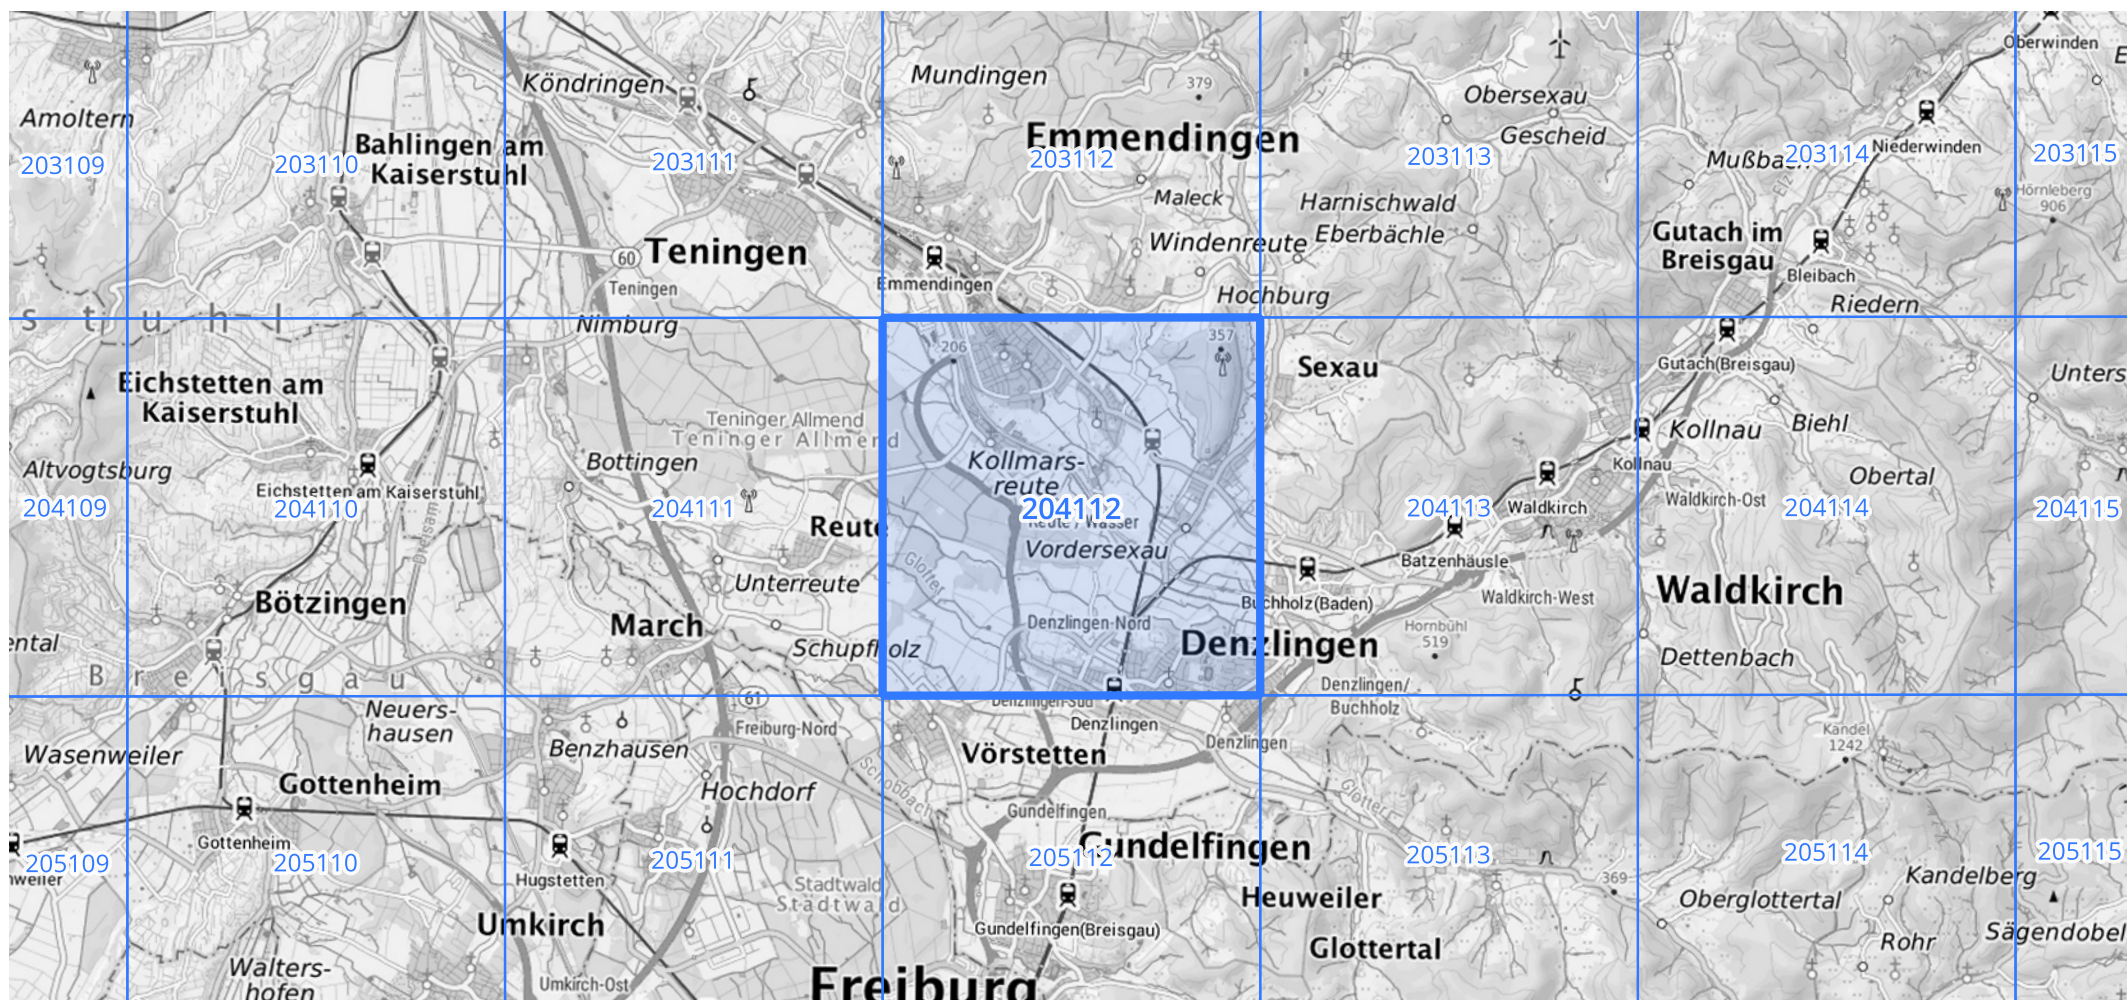 Oberwinden
Köndringen
Mundingen
379
Obersexau
Gescheid
Amoltern
Bahlingen am
Kaiserstuhl
Emmendingen
203109
203110
203111
203112
203113
203114
203115
Mußbach
Niederwinden
Maleck
Harnischwald
Eberbächle
Hörnleberg
906
Windenreute
Gutach im
Breisgau
60
Teningen
Teningen
Emmendingen
Hochburg
Bleibach
Riedern
s t u h l
Nimburg
206
357
Sexau
Gutach(Breisgau)
Unters
Eichstetten am
Kaiserstuhl
Teninger Allmend
Teninger Allmend
Kollnau
Biehl
Altvogtsburg
Bottingen
Kollmars-
reute
Kollnau
Obertal
Eichstetten am Kaiserstuhl
Waldkirch
Waldkirch-Ost
204109
204110
204111
204112
204113
204114
204115
Reute
Reute / Wasser
Dreisam
Vordersexau
Batzenhäusle
Glotter
Unterreute
Bötzingen
Buchholz(Baden)
Waldkirch-West
Waldkirch
March
Denzlingen-Nord
Hornbühl
519
Denzlingen
ental
Schupfholz
Dettenbach
B r e i s g a u
Denzlingen/
Buchholz
61
Neuers-
hausen
Denzlingen-Süd
Denzlingen
Freiburg-Nord
Kandel
1242
Wasenweiler
Benzhausen
Vörstetten
Denzlingen
Gottenheim
Hochdorf
Schobbach
Glotter
Gundelfingen
Gottenheim
Gundelfingen
205109
205110
205111
205112
205113
205114
205115
nweiler
Hugstetten
Stadtwald
Stadtwald
369
Kandelberg
Heuweiler
Oberglottertal
Umkirch
Gundelfingen(Breisgau)
Glottertal
Rohr
Sägendobel
Walters-
hofen
Umkirch-Ost
Freiburg